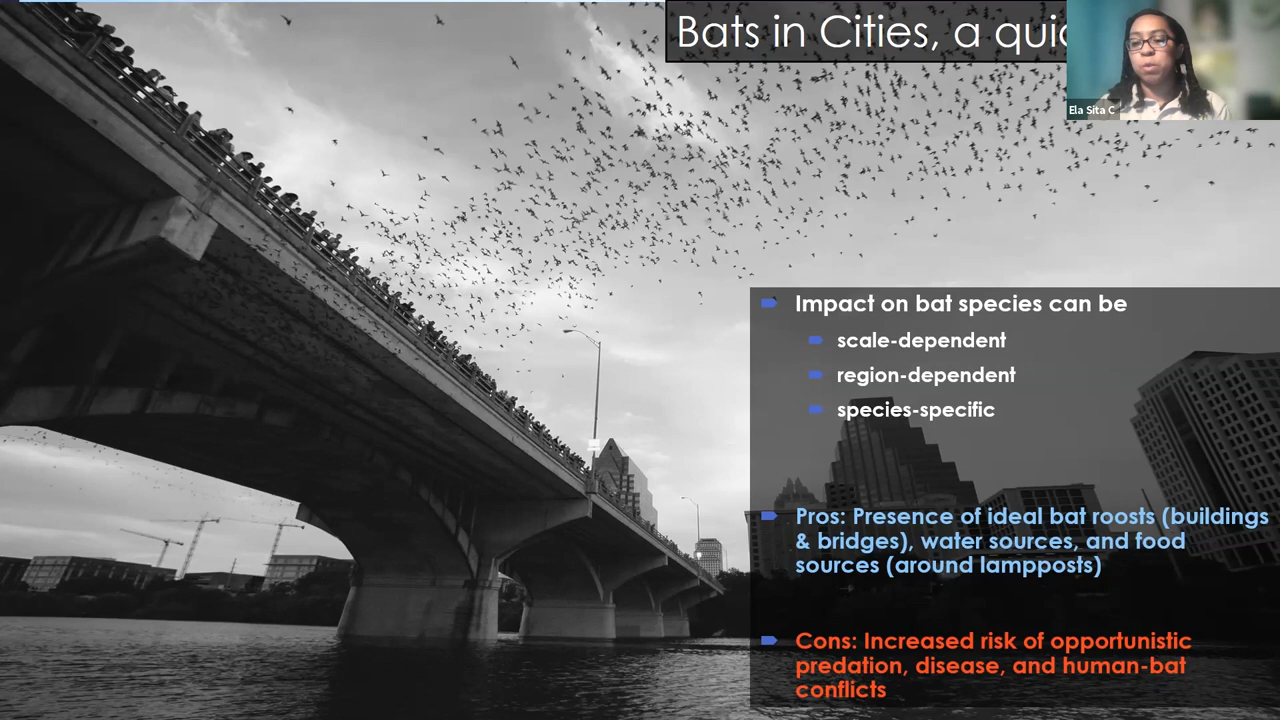 Bats in Cities, a quic
Ela Sita C
Impact on bat species can be
scale-dependent
region-dependent
species-specific
Pros: Presence of ideal bat roosts (buildings
& bridges), water sources, and food
sources (around lampposts)
Cons: Increased risk of opportunistic
predation, disease, and human-bat
conflicts